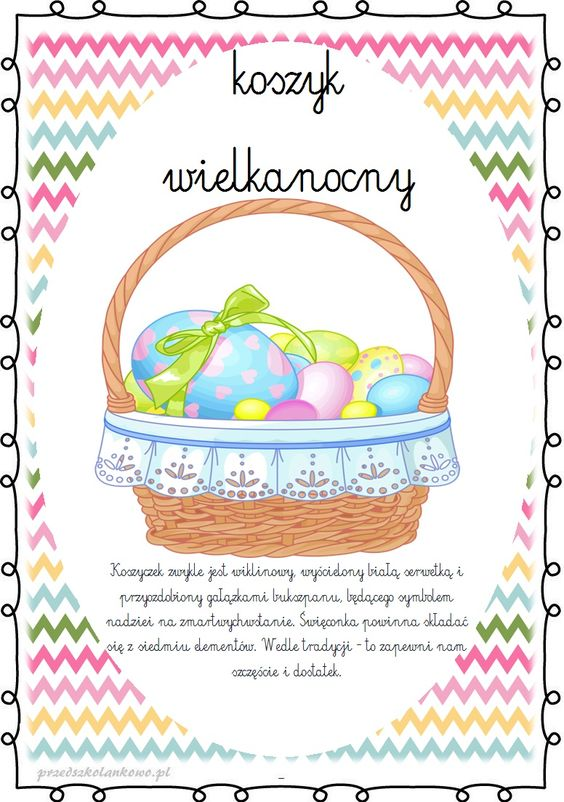 koszyk
wielkanocny
Koszyczek zwykle jest wiklinowy, wyścielony białą serwetką i
przyozdobiony gałązkami bukszpanu, będącego symbolem
nadziei na zmartwychwstanie. Święconka powinna składać
się z siedmiu elementów. Wedle tradycji - to zapewni nam
szczęście i dostatek.
przedszkolankowo.pl